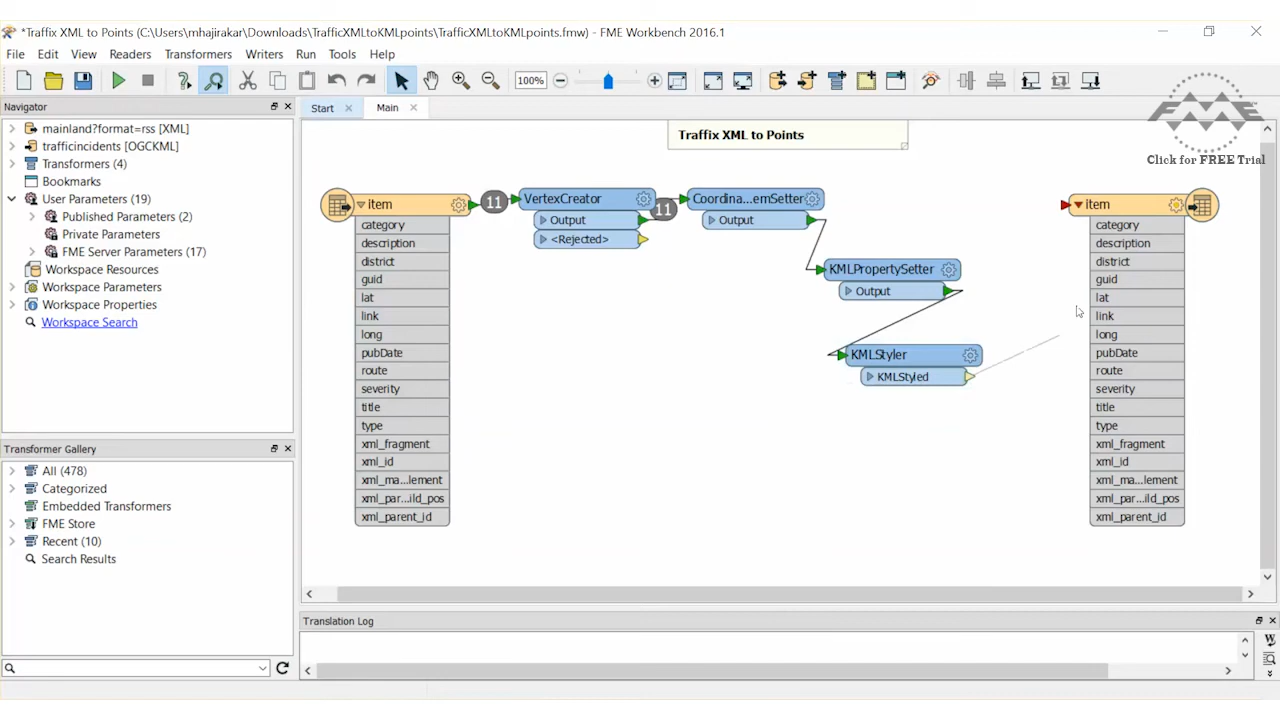 *Traffix XML to Points (C:\Users\mhajirakar\Downloads\TrafficXMLtoKMLpoints\TrafficXMLtoKMLpoints.fmw) - FME Workbench 2016.1
File Edit View Readers Transformers Writers Run Tools Help
100%
Navigator
mainland?format=rss [XML]
trafficincidents [OGCKML]
Transformers (4)
Bookmarks
User Parameters (19)
Published Parameters (2)
Private Parameters
FME Server Parameters (17)
Workspace Resources
Workspace Parameters
Workspace Properties
Workspace Search
Transformer Gallery
All (478)
Categorized
Embedded Transformers
FME Store
Recent (10)
Search Results
Start
Main
Traffix XML to Points
FME
Click for FREE Trial
item
category
description
district
guid
lat
link
long
pubDate
route
severity
title
type
xml_fragment
xml_id
xml_ma...lement
xml_par...ild_pos
xml_parent_id
11
VertexCreator
Output
<Rejected>
11
Coordina...emSetter
Output
KMLPropertySetter
Output
KMLStyler
KMLStyled
item
category
description
district
guid
lat
link
long
pubDate
route
severity
title
type
xml_fragment
xml_id
xml_ma...lement
xml_par...ild_pos
xml_parent_id
Translation Log